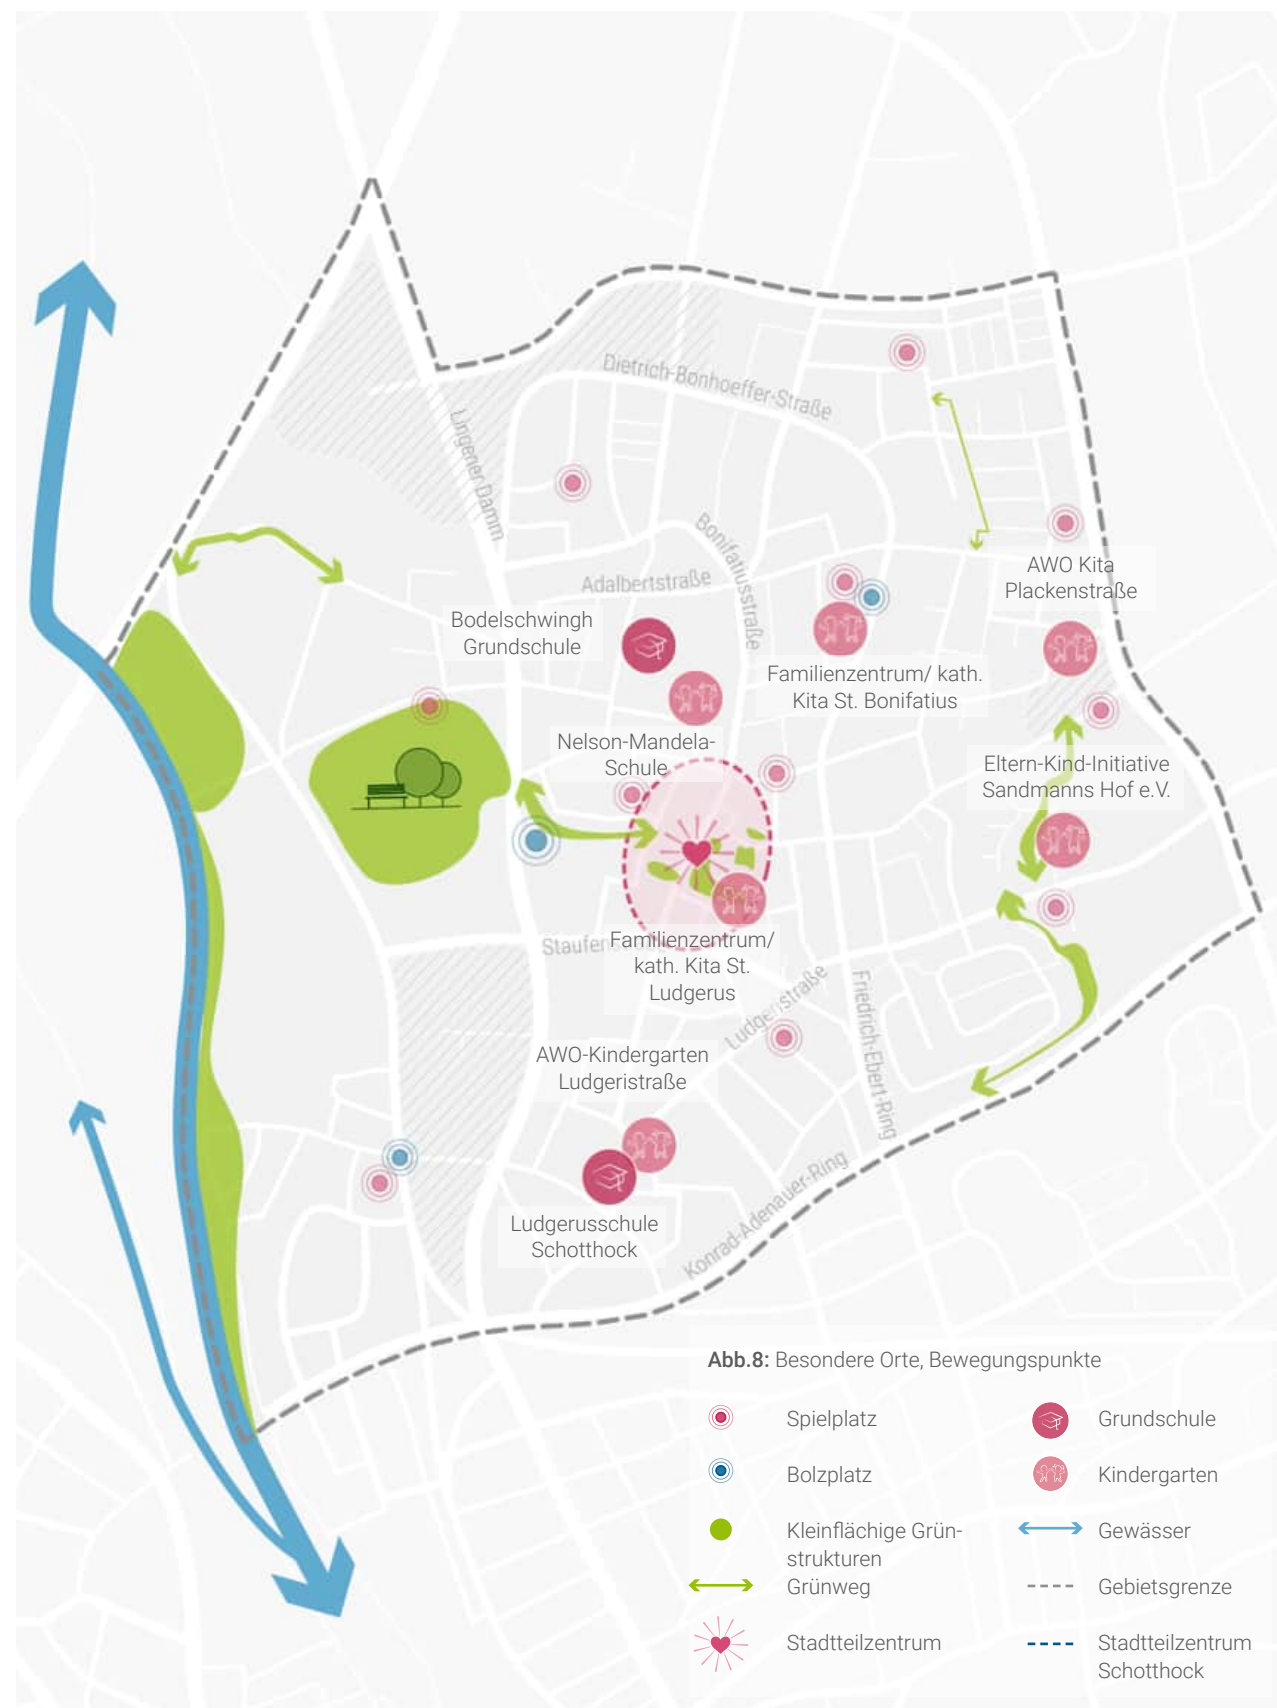 Dietrich-Bonhoeffer-Straße
Lingener Damm
Bonifatiusstraße
Adalbertstraße
AWO Kita
Plackenstraße
Bodelschwingh
Grundschule
Familienzentrum/ kath.
Kita St. Bonifatius
Nelson-Mandela-
Schule
Eltern-Kind-Initiative
Sandmanns Hof e.V.
Familienzentrum/
kath. Kita St.
Ludgerus
Ludgeristraße
Friedrich-Ebert-Ring
AWO-Kindergarten
Ludgeristraße
Ludgerusschule
Schotthock
Konrad-Adenauer-Ring
Abb.8: Besondere Orte, Bewegungspunkte
Spielplatz
Bolzplatz
Kleinflächige Grün-
strukturen
Grünweg
Stadtteilzentrum
Grundschule
Kindergarten
Gewässer
Gebietsgrenze
Stadtteilzentrum
Schotthock